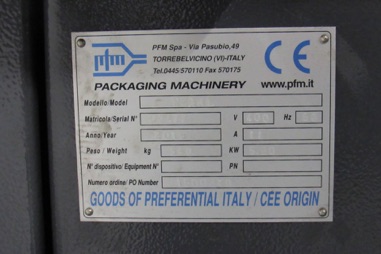 pfm
PFM Spa - Via Pasubio,49
TORREBELVICINO (VI)-ITALY
Tel.0445/570110 Fax 570175
CE
PACKAGING MACHINERY www.pfm.it
Modello/Model
Matricola/Serial N° V 400 Hz
Anno/Year A
Peso / Weight kg KW
N° dispositivo/ Equipment N° PN
Numero ordine/ PO Number
GOODS OF PREFERENTIAL ITALY / CEE ORIGIN